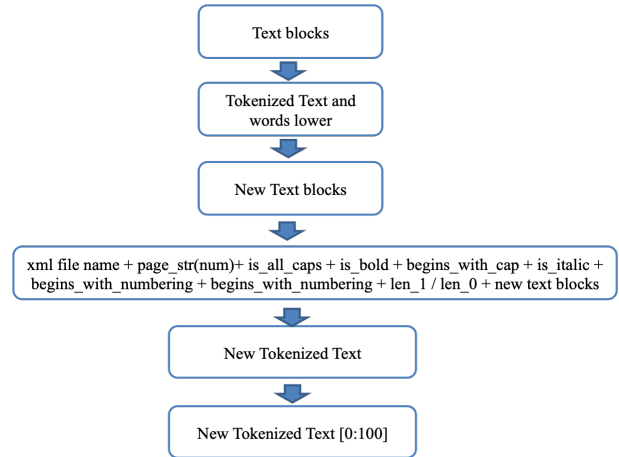 Text blocks
Tokenized Text and
words lower
New Text blocks
xml file name + page_str(num)+ is_all_caps + is_bold + begins_with_cap + is_italic +
begins_with_numbering + begins_with_numbering + len_1 / len_0 + new text blocks
New Tokenized Text
New Tokenized Text [0:100]